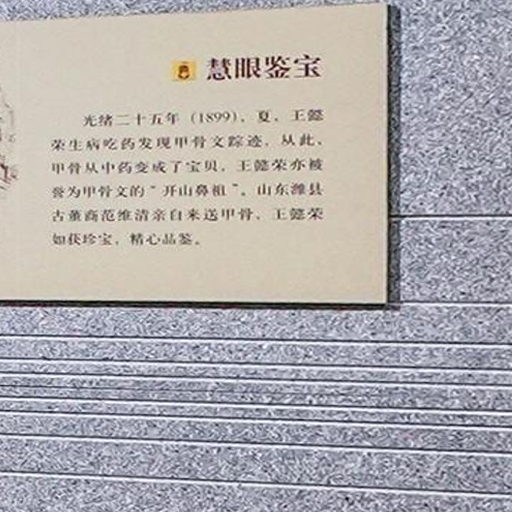 慧眼鉴宝
光绪二十五年（1899），夏，王懿
荣生病吃药发现甲骨文踪迹，从此，
甲骨从中药变成了宝贝，王懿荣亦被
誉为甲骨文的“开山鼻祖”。山东潍县
古董商范维清亲自来送甲骨，王懿荣
如获珍宝，精心品鉴。